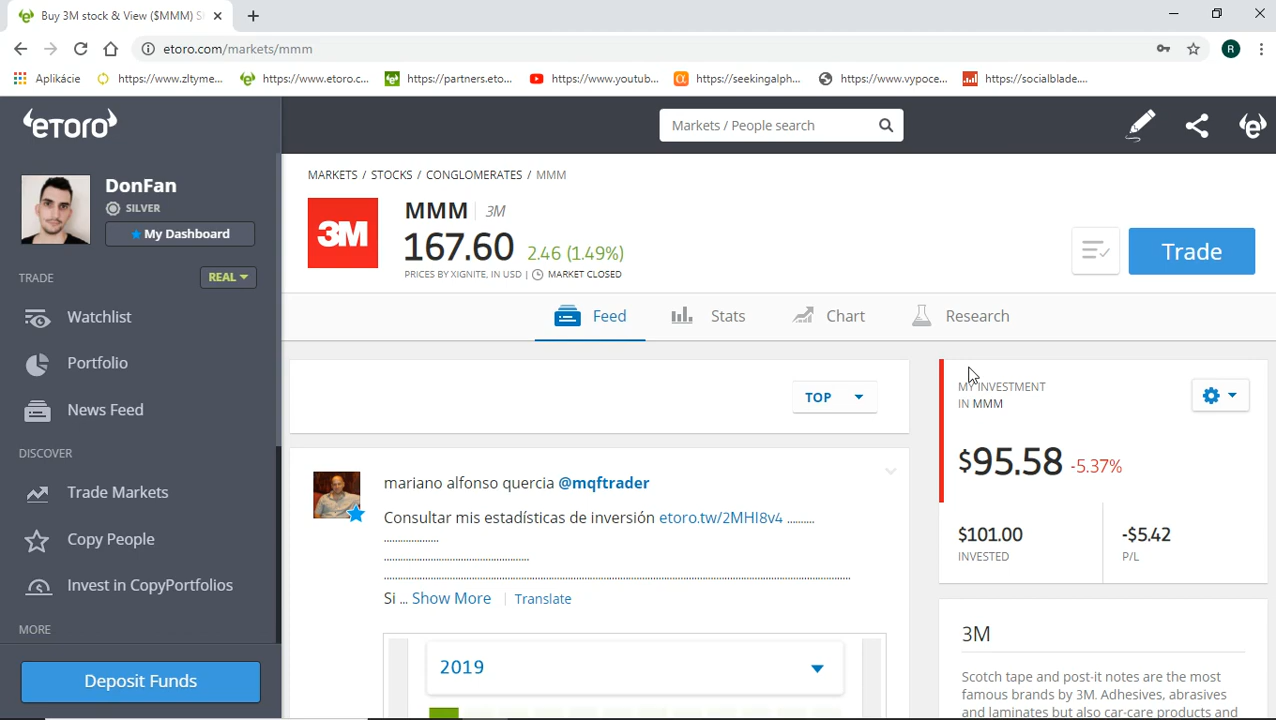 Buy 3M stock & View ($MMM) S
etoro.com/markets/mmm
R
Aplikácie
https://www.zltyme...
https://www.etoro.c...
https://partners.eto...
https://www.youtub...
https://seekingalph...
https://www.vypoce...
https://socialblade....
etoro
Markets / People search
DonFan
SILVER
My Dashboard
TRADE
REAL
Watchlist
Portfolio
News Feed
DISCOVER
Trade Markets
Copy People
Invest in CopyPortfolios
MORE
Deposit Funds
MARKETS / STOCKS / CONGLOMERATES / MMM
3M
MMM 3M
167.60 2.46 (1.49%)
PRICES BY XIGNITE, IN USD | MARKET CLOSED
Trade
Feed
Stats
Chart
Research
TOP
mariano alfonso quercia @mqftrader
Consultar mis estadísticas de inversión etoro.tw/2MHI8v4 ..........
...................
..................................................
................................................................................................................................
Si ... Show More | Translate
2019
MY INVESTMENT
IN MMM
$95.58 -5.37%
$101.00
INVESTED
-$5.42
P/L
3M
Scotch tape and post-it notes are the most
famous brands by 3M. Adhesives, abrasives
and laminates but also car-care products and